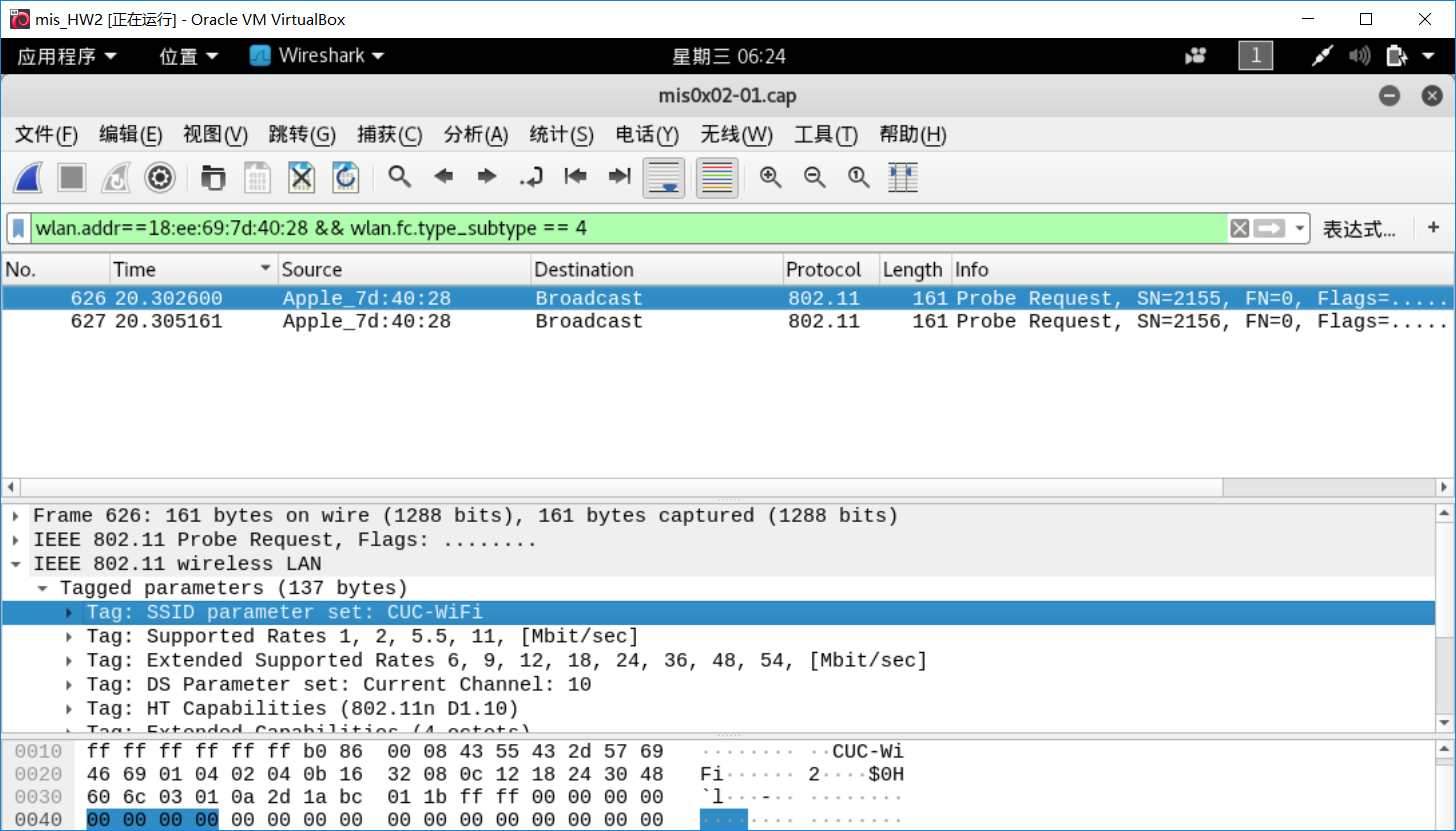 mis_HW2 [正在运行] - Oracle VM VirtualBox
应用程序 位置 Wireshark 星期三 06:24 1
mis0x02-01.cap
文件(F) 编辑(E) 视图(V) 跳转(G) 捕获(C) 分析(A) 统计(S) 电话(Y) 无线(W) 工具(T) 帮助(H)
wlan.addr==18:ee:69:7d:40:28 && wlan.fc.type_subtype == 4 表达式... +
No. Time Source Destination Protocol Length Info
626 20.302600 Apple_7d:40:28 Broadcast 802.11 161 Probe Request, SN=2155, FN=0, Flags=.....
627 20.305161 Apple_7d:40:28 Broadcast 802.11 161 Probe Request, SN=2156, FN=0, Flags=.....
Frame 626: 161 bytes on wire (1288 bits), 161 bytes captured (1288 bits)
IEEE 802.11 Probe Request, Flags: ........
IEEE 802.11 wireless LAN
Tagged parameters (137 bytes)
Tag: SSID parameter set: CUC-WiFi
Tag: Supported Rates 1, 2, 5.5, 11, [Mbit/sec]
Tag: Extended Supported Rates 6, 9, 12, 18, 24, 36, 48, 54, [Mbit/sec]
Tag: DS Parameter set: Current Channel: 10
Tag: HT Capabilities (802.11n D1.10)
Tag: Extended Capabilities (4 octets)
0010 ff ff ff ff ff ff b0 86 00 08 43 55 43 2d 57 69 ········ ··CUC-Wi
0020 46 69 01 04 02 04 0b 16 32 08 0c 12 18 24 30 48 Fi······ 2····$0H
0030 60 6c 03 01 0a 2d 1a bc 01 1b ff ff 00 00 00 00 `l···-·· ········
0040 00 00 00 00 00 00 00 00 00 00 00 00 00 00 00 00 ········ ········